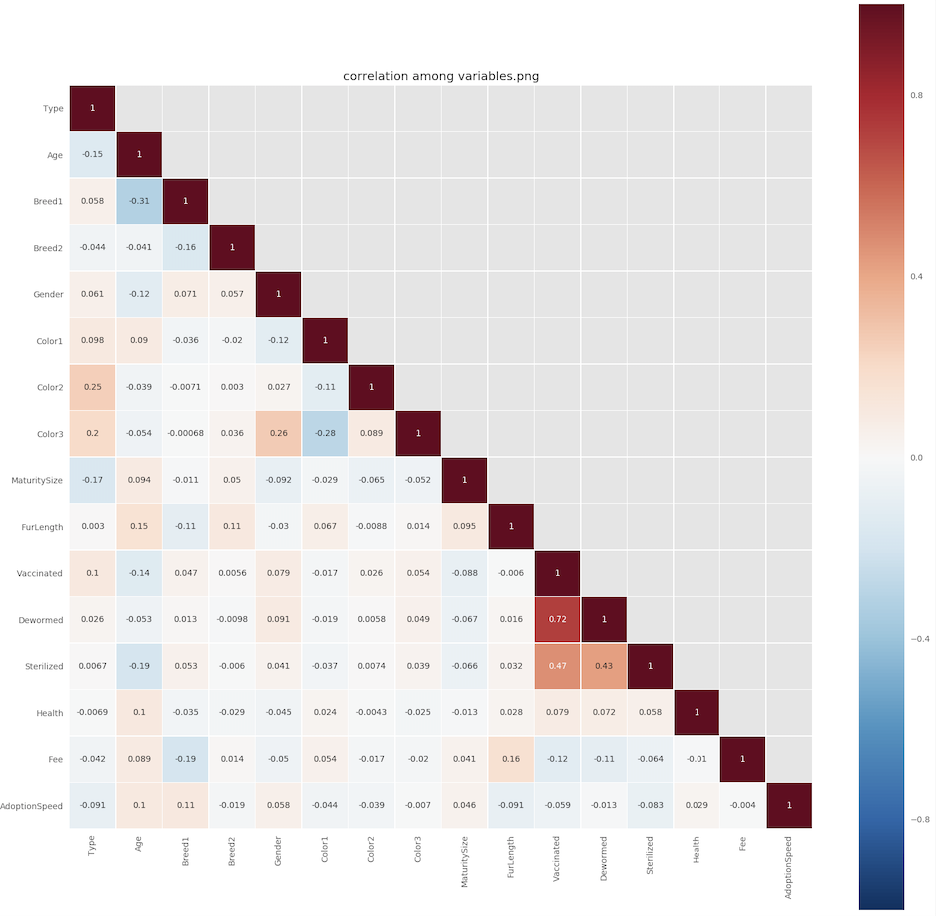 correlation among variables.png
Type 1
Age -0.15 1
Breed1 0.058 -0.31 1
Breed2 -0.044 -0.041 -0.16 1
Gender 0.061 -0.12 0.071 0.057 1
Color1 0.098 0.09 -0.036 -0.02 -0.12 1
Color2 0.25 -0.039 -0.0071 0.003 0.027 -0.11 1
Color3 0.2 -0.054 -0.00068 0.036 0.26 -0.28 0.089 1
MaturitySize -0.17 0.094 -0.011 0.05 -0.092 -0.029 -0.065 -0.052 1
FurLength 0.003 0.15 -0.11 0.11 -0.03 0.067 -0.0088 0.014 0.095 1
Vaccinated 0.1 -0.14 0.047 0.0056 0.079 -0.017 0.026 0.054 -0.088 -0.006 1
Dewormed 0.026 -0.053 0.013 -0.0098 0.091 -0.019 0.0058 0.049 -0.067 0.016 0.72 1
Sterilized 0.0067 -0.19 0.053 -0.006 0.041 -0.037 0.0074 0.039 -0.066 0.032 0.47 0.43 1
Health -0.0069 0.1 -0.035 -0.029 -0.045 0.024 -0.0043 -0.025 -0.013 0.028 0.079 0.072 0.058 1
Fee -0.042 0.089 -0.19 0.014 -0.05 0.054 -0.017 -0.02 0.041 0.16 -0.12 -0.11 -0.064 -0.01 1
AdoptionSpeed -0.091 0.1 0.11 -0.019 0.058 -0.044 -0.039 -0.007 0.046 -0.091 -0.059 -0.013 -0.083 0.029 -0.004 1
Type Age Breed1 Breed2 Gender Color1 Color2 Color3 MaturitySize FurLength Vaccinated Dewormed Sterilized Health Fee AdoptionSpeed
0.8
0.4
0.0
−0.4
−0.8